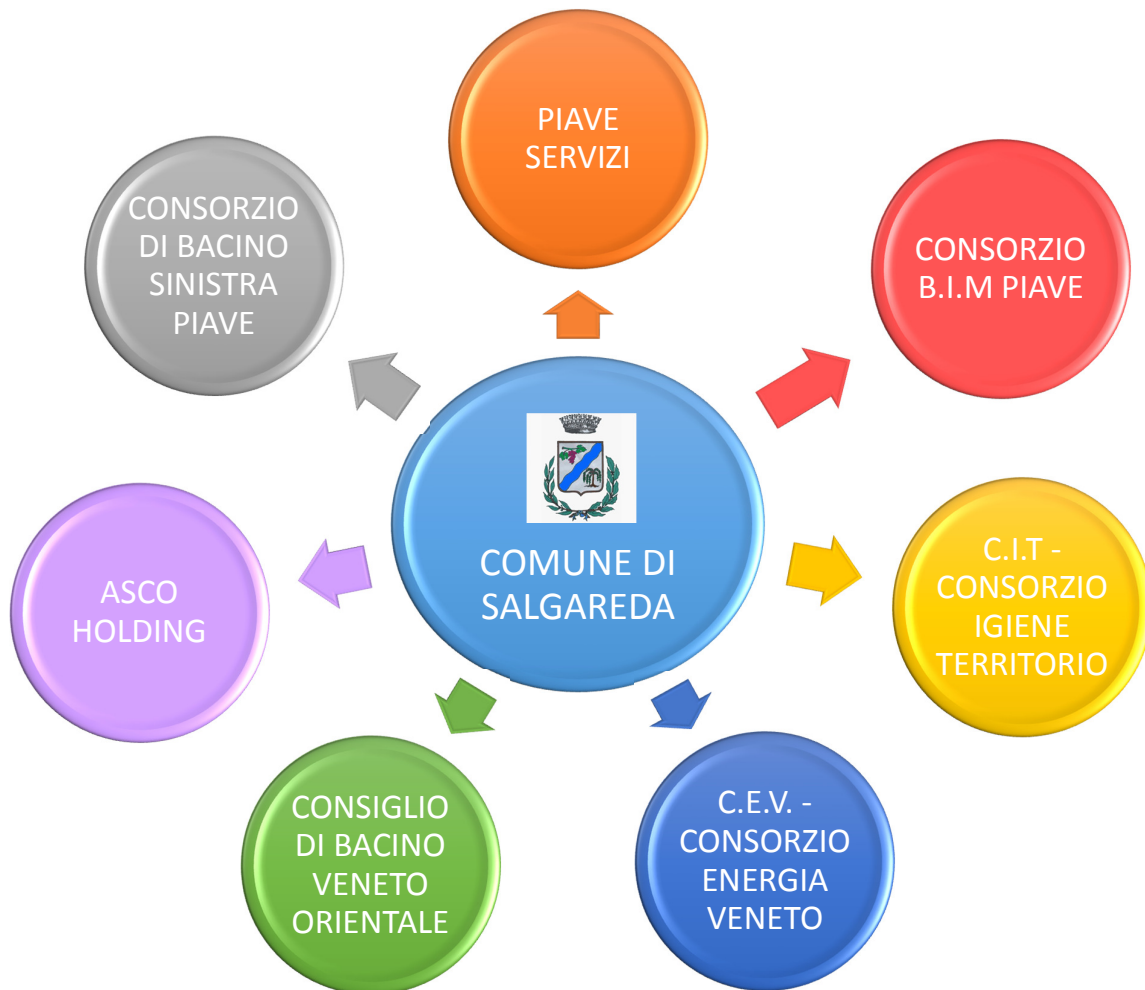 PIAVE
SERVIZI
CONSORZIO
B.I.M PIAVE
C.I.T -
CONSORZIO
IGIENE
TERRITORIO
C.E.V. -
CONSORZIO
ENERGIA
VENETO
CONSIGLIO
DI BACINO
VENETO
ORIENTALE
ASCO
HOLDING
CONSORZIO
DI BACINO
SINISTRA
PIAVE
COMUNE DI
SALGAREDA